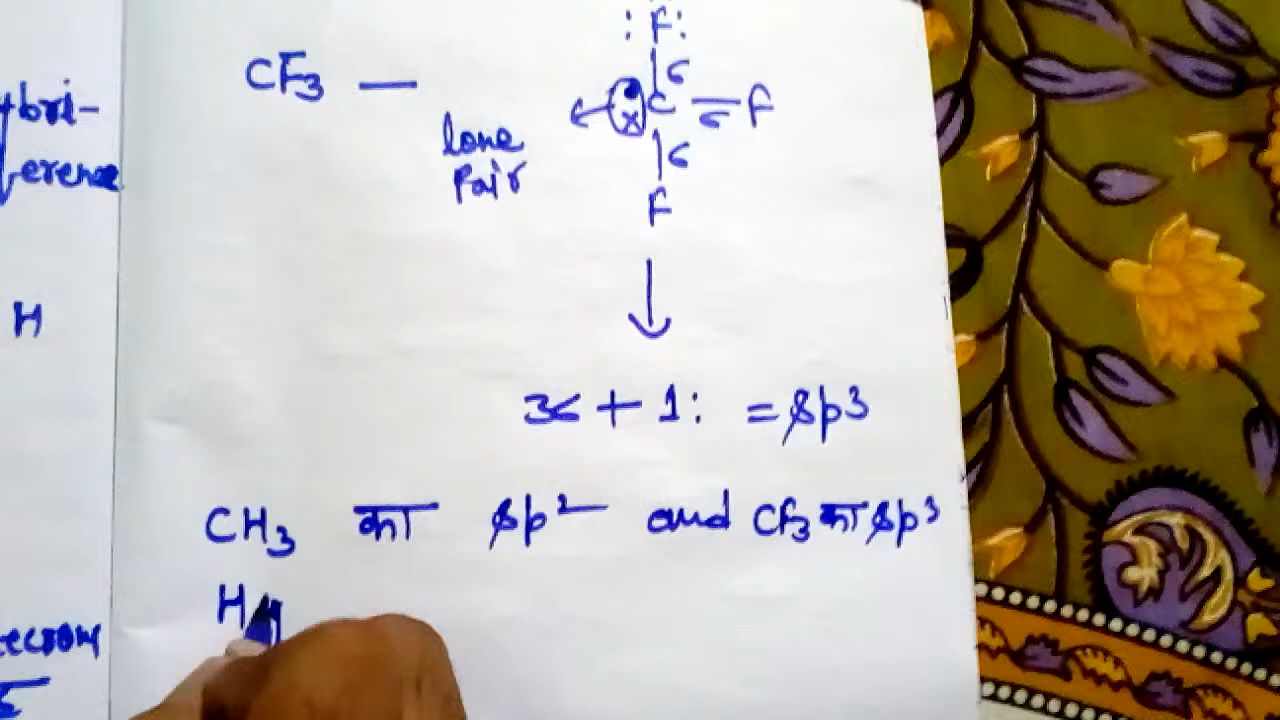 CF3 —
: F:
| σ
C — F
σ
lone
Pair
| σ
F
3σ + 1: = sp3
CH3 का sp2 and CF3 का sp3
H
H